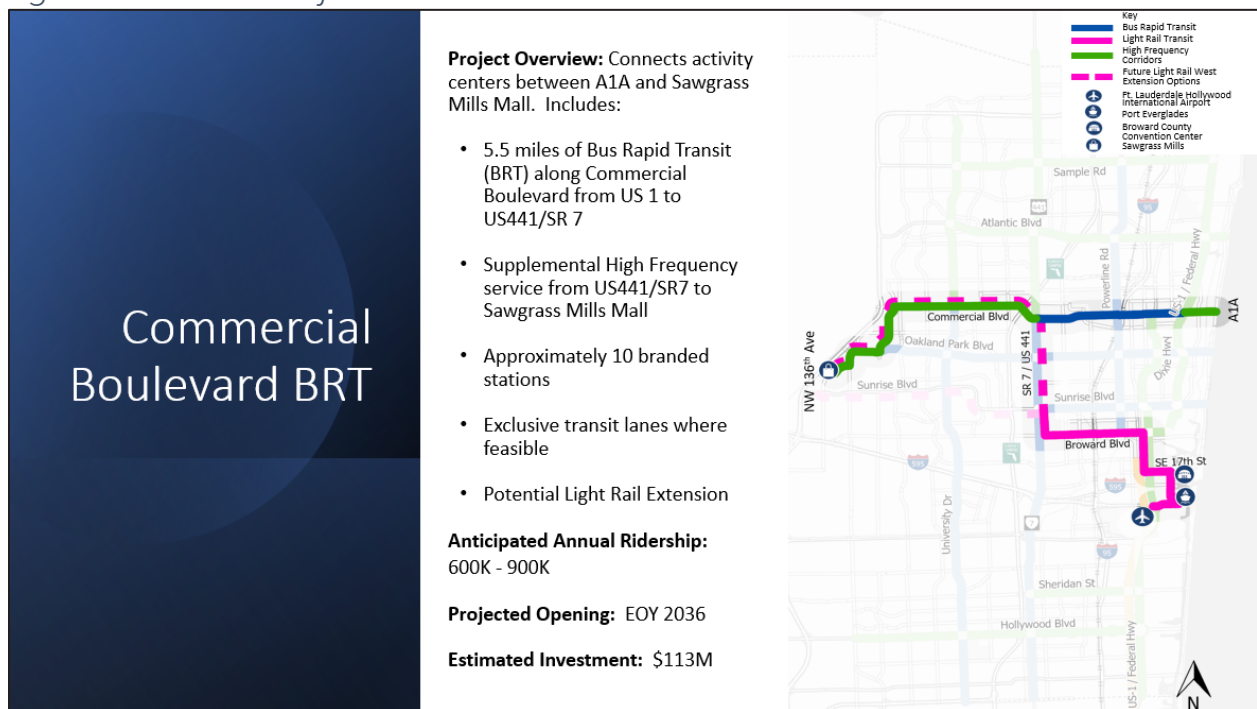 Commercial
Boulevard BRT
Project Overview: Connects activity
centers between A1A and Sawgrass
Mills Mall. Includes:
• 5.5 miles of Bus Rapid Transit
(BRT) along Commercial
Boulevard from US 1 to
US441/SR 7
• Supplemental High Frequency
service from US441/SR7 to
Sawgrass Mills Mall
• Approximately 10 branded
stations
• Exclusive transit lanes where
feasible
• Potential Light Rail Extension
Anticipated Annual Ridership:
600K - 900K
Projected Opening: EOY 2036
Estimated Investment: $113M
Key
Bus Rapid Transit
Light Rail Transit
High Frequency
Corridors
Future Light Rail West
Extension Options
Ft. Lauderdale Hollywood
International Airport
Port Everglades
Broward County
Convention Center
Sawgrass Mills
Sample Rd
441
95
Atlantic Blvd
Powerline Rd
US-1 / Federal Hwy
A1A
Commercial Blvd
NW 136th Ave
Oakland Park Blvd
SR 7 / US 441
Dixie Hwy
Sunrise Blvd
Sunrise Blvd
Broward Blvd
SE 17th St
595
595
University Dr
7
95
Sheridan St
Hollywood Blvd
US-1 / Federal Hwy
N